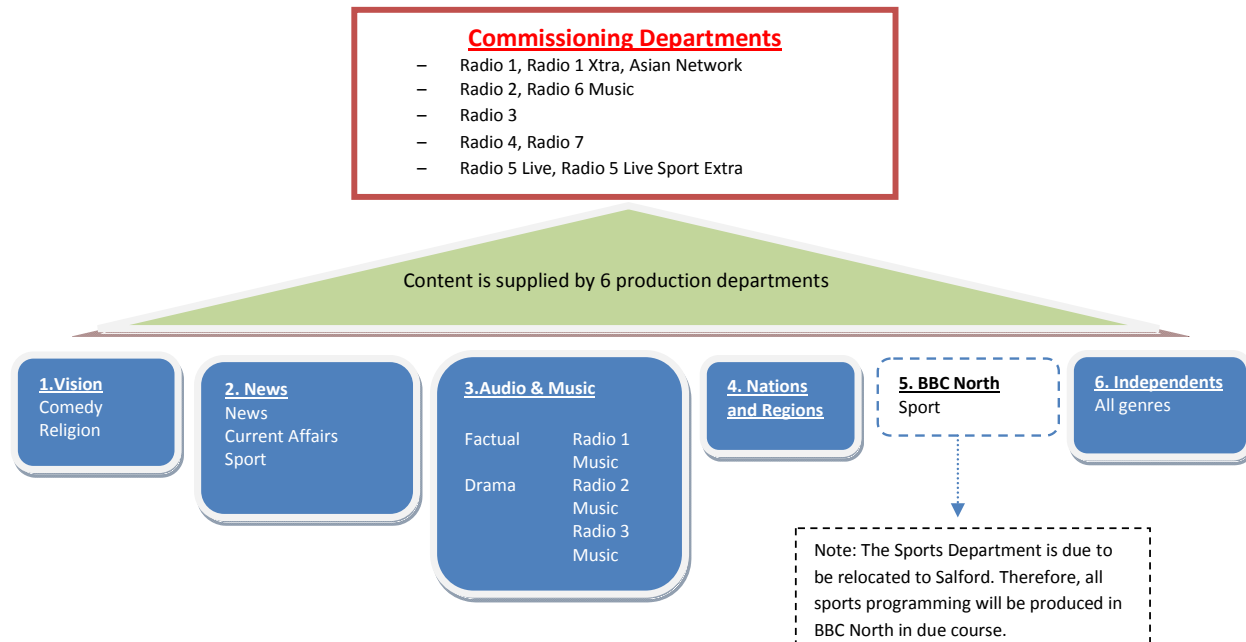 Commissioning Departments
– Radio 1, Radio 1 Xtra, Asian Network
– Radio 2, Radio 6 Music
– Radio 3
– Radio 4, Radio 7
– Radio 5 Live, Radio 5 Live Sport Extra
Content is supplied by 6 production departments
1.Vision
Comedy
Religion
2. News
News
Current Affairs
Sport
3.Audio & Music
Factual Radio 1
Music
Drama Radio 2
Music
Radio 3
Music
4. Nations
and Regions
5. BBC North
Sport
6. Independents
All genres
Note: The Sports Department is due to
be relocated to Salford. Therefore, all
sports programming will be produced in
BBC North in due course.